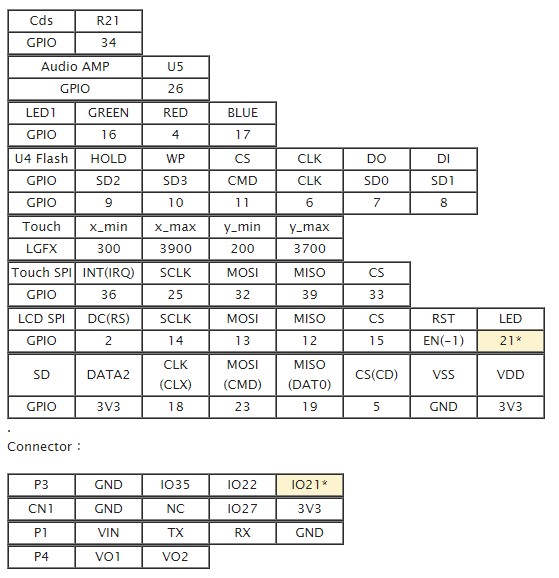 Cds R21
GPIO 34
Audio AMP U5
GPIO 26
LED1 GREEN RED BLUE
GPIO 16 4 17
U4 Flash HOLD WP CS CLK DO DI
GPIO SD2 SD3 CMD CLK SD0 SD1
GPIO 9 10 11 6 7 8
Touch x_min x_max y_min y_max
LGFX 300 3900 200 3700
Touch SPI INT(IRQ) SCLK MOSI MISO CS
GPIO 36 25 32 39 33
LCD SPI DC(RS) SCLK MOSI MISO CS RST LED
GPIO 2 14 13 12 15 EN(-1) 21*
SD DATA2 CLK (CLX) MOSI (CMD) MISO (DAT0) CS(CD) VSS VDD
GPIO 3V3 18 23 19 5 GND 3V3
.
Connector：
P3 GND IO35 IO22 IO21*
CN1 GND NC IO27 3V3
P1 VIN TX RX GND
P4 VO1 VO2